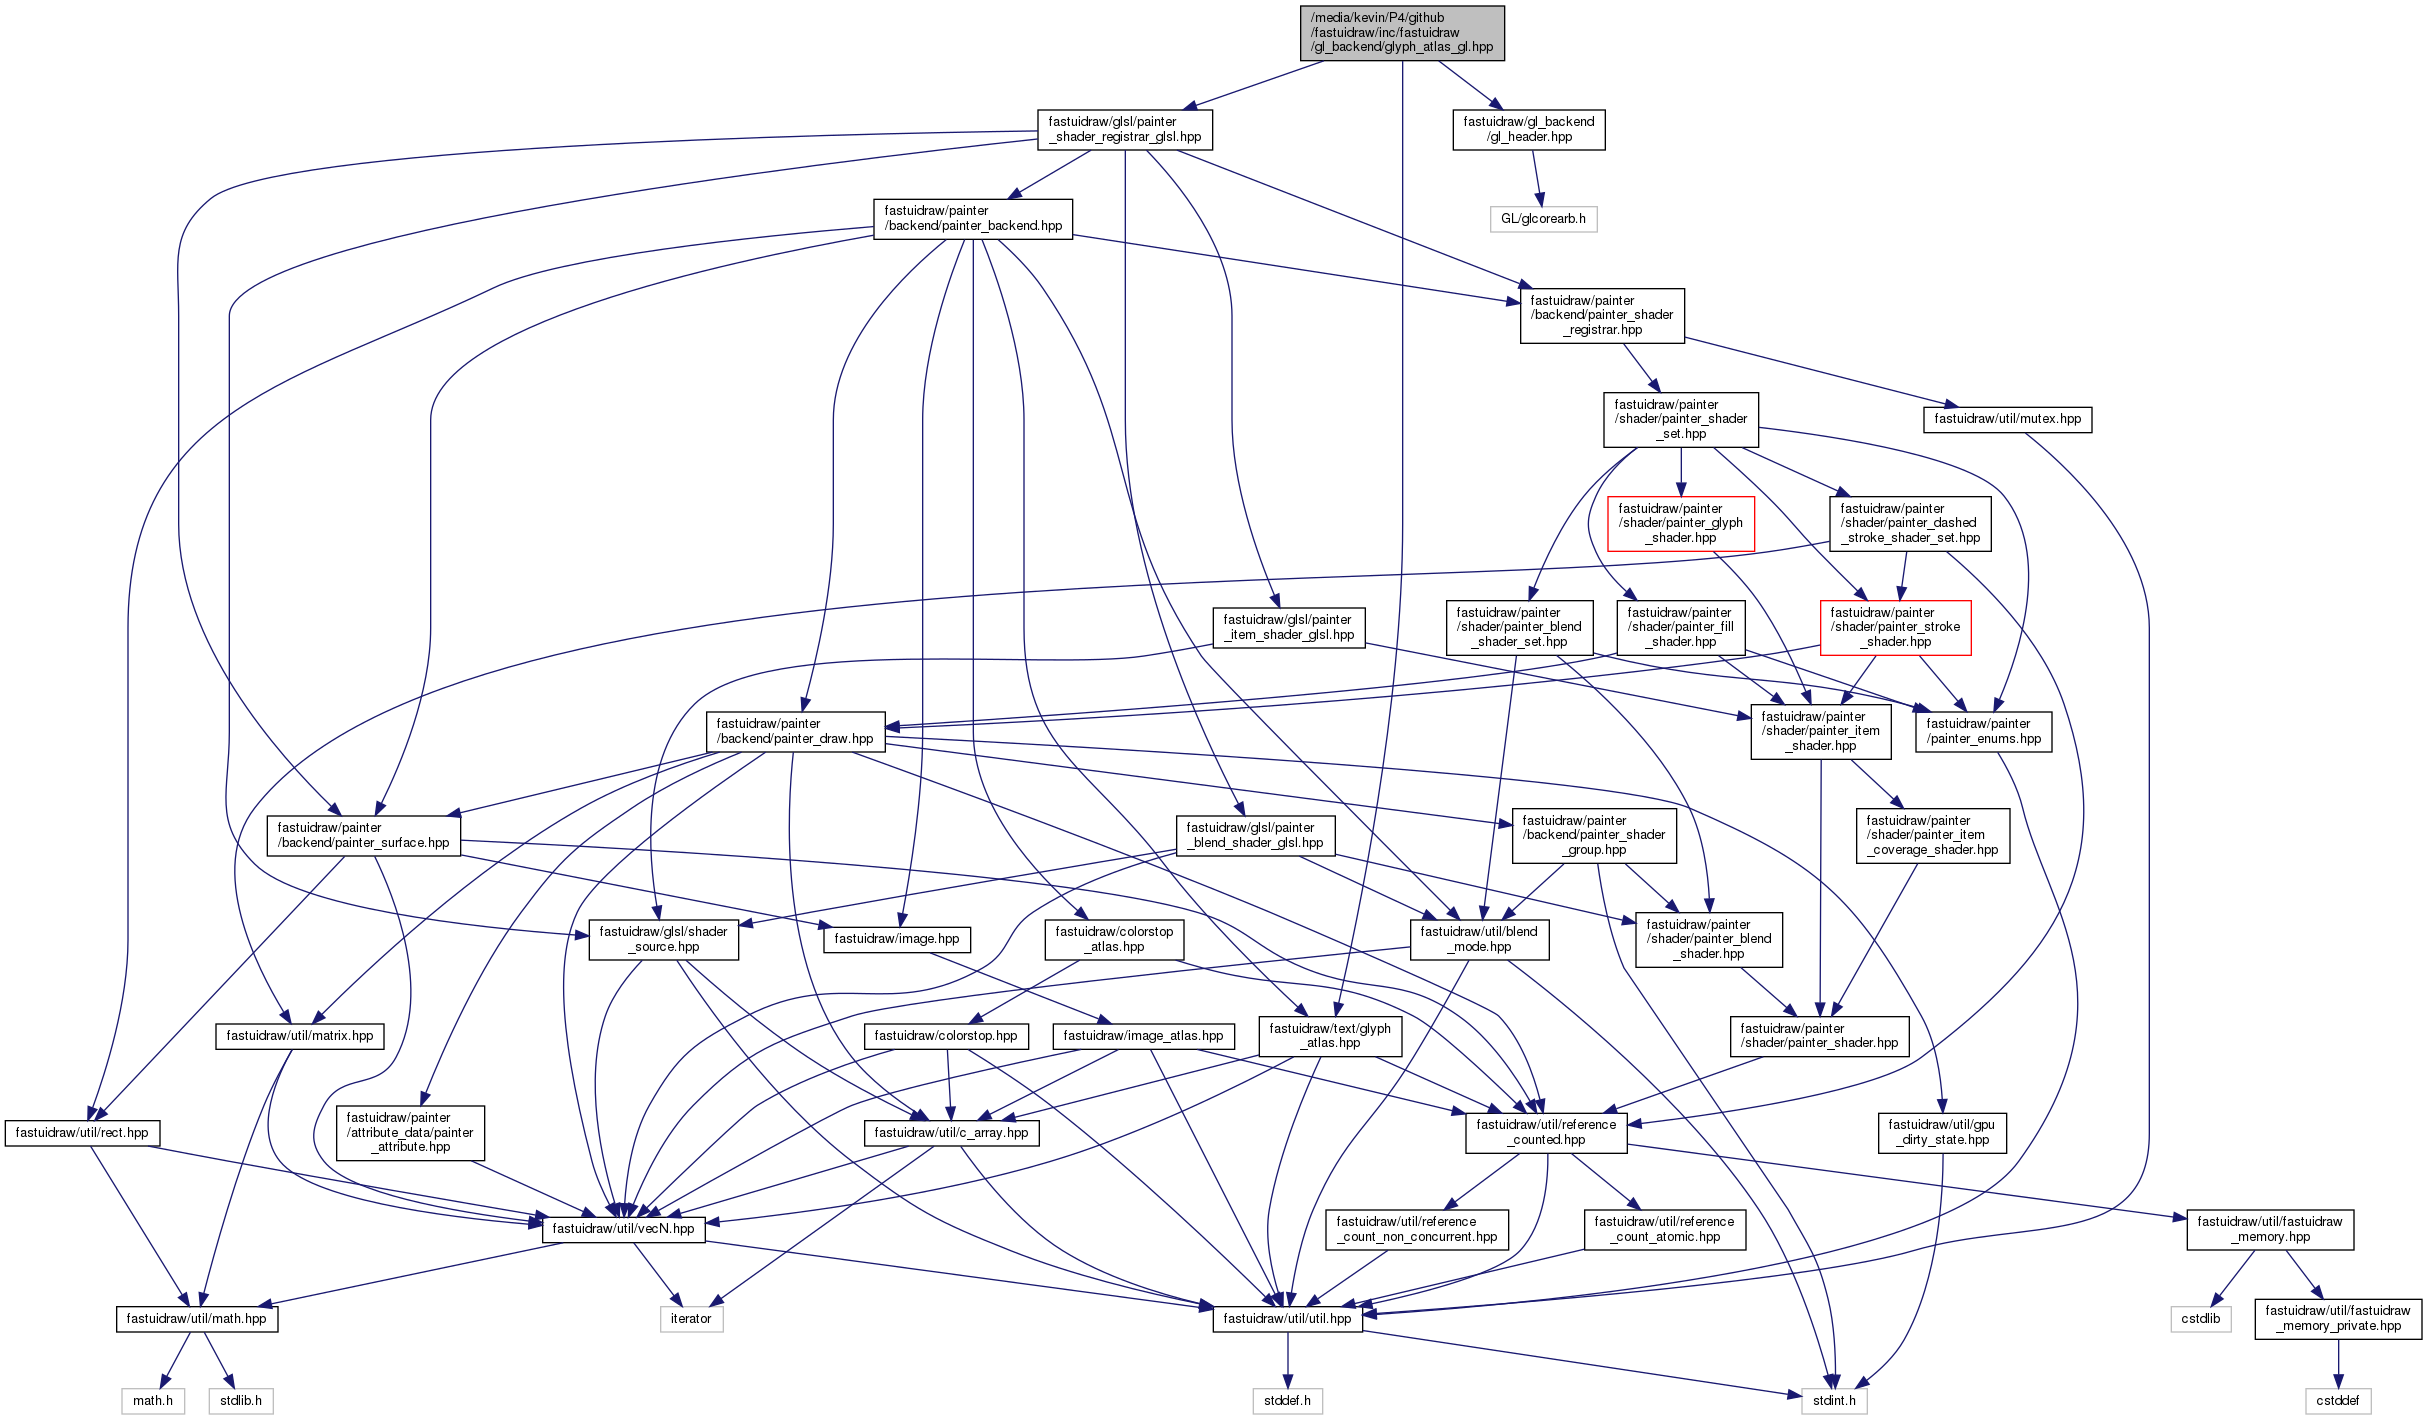 /media/kevin/P4/github
/fastuidraw/inc/fastuidraw
/gl_backend/glyph_atlas_gl.hpp
fastuidraw/glsl/painter
_shader_registrar_glsl.hpp
fastuidraw/gl_backend
/gl_header.hpp
fastuidraw/painter
/backend/painter_backend.hpp
GL/glcorearb.h
fastuidraw/painter
/backend/painter_shader
_registrar.hpp
fastuidraw/painter
/shader/painter_shader
_set.hpp
fastuidraw/util/mutex.hpp
fastuidraw/painter
/shader/painter_glyph
_shader.hpp
fastuidraw/painter
/shader/painter_dashed
_stroke_shader_set.hpp
fastuidraw/glsl/painter
_item_shader_glsl.hpp
fastuidraw/painter
/shader/painter_blend
_shader_set.hpp
fastuidraw/painter
/shader/painter_fill
_shader.hpp
fastuidraw/painter
/shader/painter_stroke
_shader.hpp
fastuidraw/painter
/backend/painter_draw.hpp
fastuidraw/painter
/shader/painter_item
_shader.hpp
fastuidraw/painter
/painter_enums.hpp
fastuidraw/painter
/backend/painter_surface.hpp
fastuidraw/glsl/painter
_blend_shader_glsl.hpp
fastuidraw/painter
/backend/painter_shader
_group.hpp
fastuidraw/painter
/shader/painter_item
_coverage_shader.hpp
fastuidraw/glsl/shader
_source.hpp
fastuidraw/image.hpp
fastuidraw/colorstop
_atlas.hpp
fastuidraw/util/blend
_mode.hpp
fastuidraw/painter
/shader/painter_blend
_shader.hpp
fastuidraw/util/matrix.hpp
fastuidraw/colorstop.hpp
fastuidraw/image_atlas.hpp
fastuidraw/text/glyph
_atlas.hpp
fastuidraw/painter
/shader/painter_shader.hpp
fastuidraw/util/rect.hpp
fastuidraw/painter
/attribute_data/painter
_attribute.hpp
fastuidraw/util/c_array.hpp
fastuidraw/util/reference
_counted.hpp
fastuidraw/util/gpu
_dirty_state.hpp
fastuidraw/util/vecN.hpp
fastuidraw/util/reference
_count_non_concurrent.hpp
fastuidraw/util/reference
_count_atomic.hpp
fastuidraw/util/fastuidraw
_memory.hpp
fastuidraw/util/math.hpp
iterator
fastuidraw/util/util.hpp
cstdlib
fastuidraw/util/fastuidraw
_memory_private.hpp
math.h
stdlib.h
stddef.h
stdint.h
cstddef